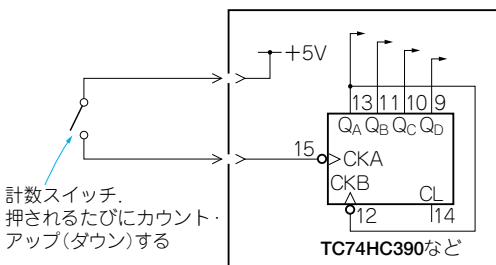 +5V
13 11 10 9
QA QB QC QD
15
CKA
CKB
CL
12
14
計数スイッチ.
押されるたびにカウント・
アップ(ダウン)する
TC74HC390など